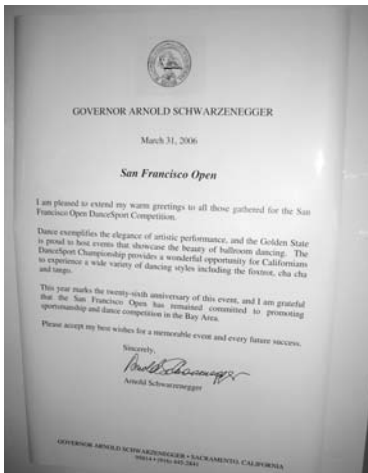 GOVERNOR ARNOLD SCHWARZENEGGER
March 31, 2006
San Francisco Open
I am pleased to extend my warm greetings to all those gathered for the San
Francisco Open DanceSport Competition.
Dance exemplifies the elegance of artistic performance, and the Golden State
is proud to host events that showcase the beauty of ballroom dancing. The
DanceSport Championship provides a wonderful opportunity for Californians
to experience a wide variety of dancing styles including the foxtrot, cha cha
and tango.
This year marks the twenty-sixth anniversary of this event, and I am grateful
that the San Francisco Open has remained committed to promoting
sportsmanship and dance competition in the Bay Area.
Please accept my best wishes for a memorable event and every future success.
Sincerely,
Arnold Schwarzenegger
Arnold Schwarzenegger
GOVERNOR ARNOLD SCHWARZENEGGER • SACRAMENTO, CALIFORNIA
95814 • (916) 445-2841